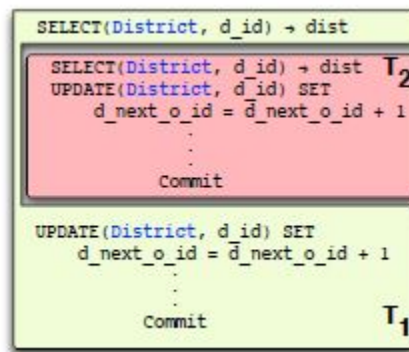 SELECT(District, d_id) → dist
SELECT(District, d_id) → dist T2
UPDATE(District, d_id) SET
d_next_o_id = d_next_o_id + 1
.
.
.
Commit
UPDATE(District, d_id) SET
d_next_o_id = d_next_o_id + 1
.
.
.
Commit T1